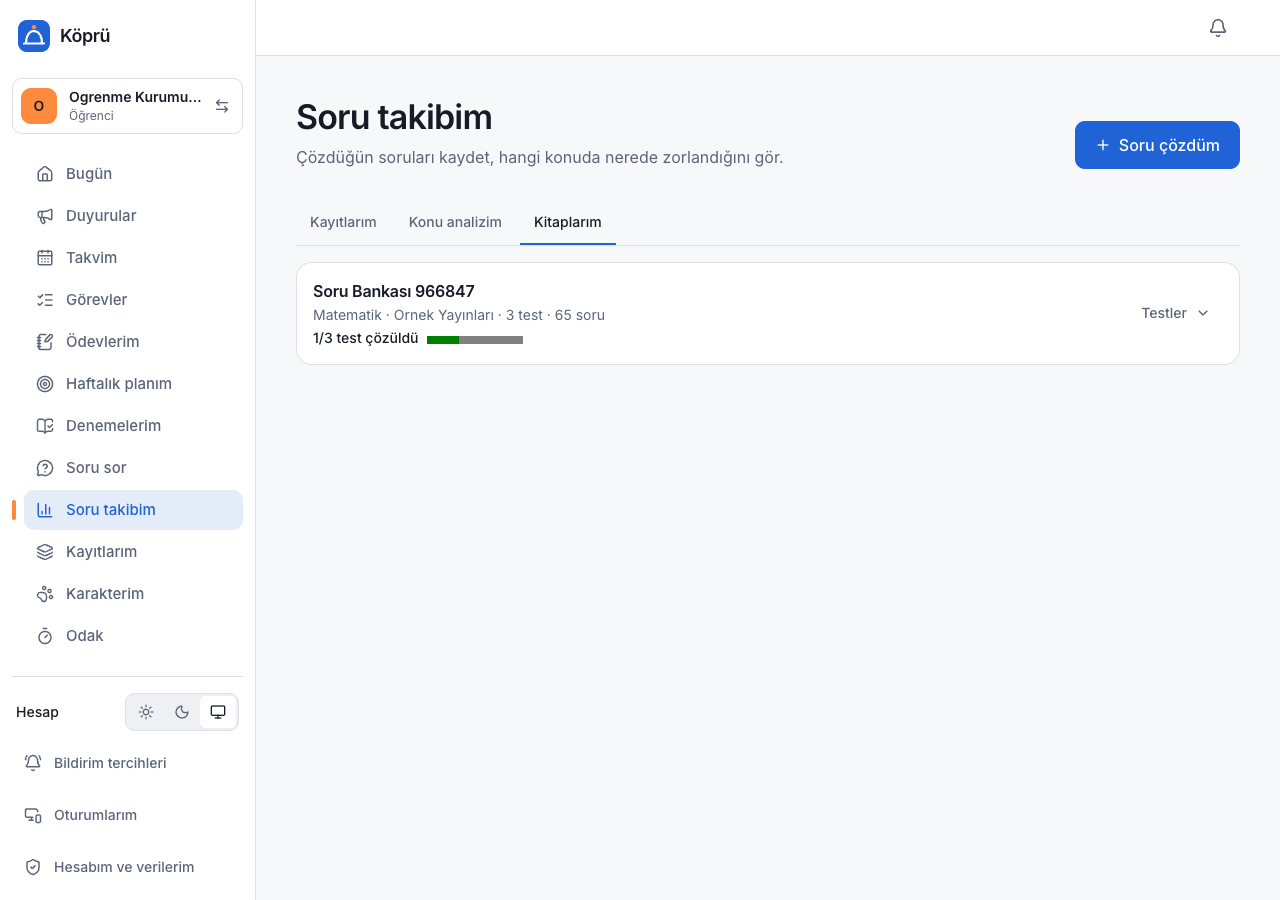 Köprü
O
Ogrenme Kurumu...
Öğrenci
Bugün
Duyurular
Takvim
Görevler
Ödevlerim
Haftalık planım
Denemelerim
Soru sor
Soru takibim
Kayıtlarım
Karakterim
Odak
Hesap
Bildirim tercihleri
Oturumlarım
Hesabım ve verilerim
Soru takibim
Çözdüğün soruları kaydet, hangi konuda nerede zorlandığını gör.
+ Soru çözdüm
Kayıtlarım
Konu analizim
Kitaplarım
Soru Bankası 966847
Matematik · Ornek Yayınları · 3 test · 65 soru
1/3 test çözüldü
Testler